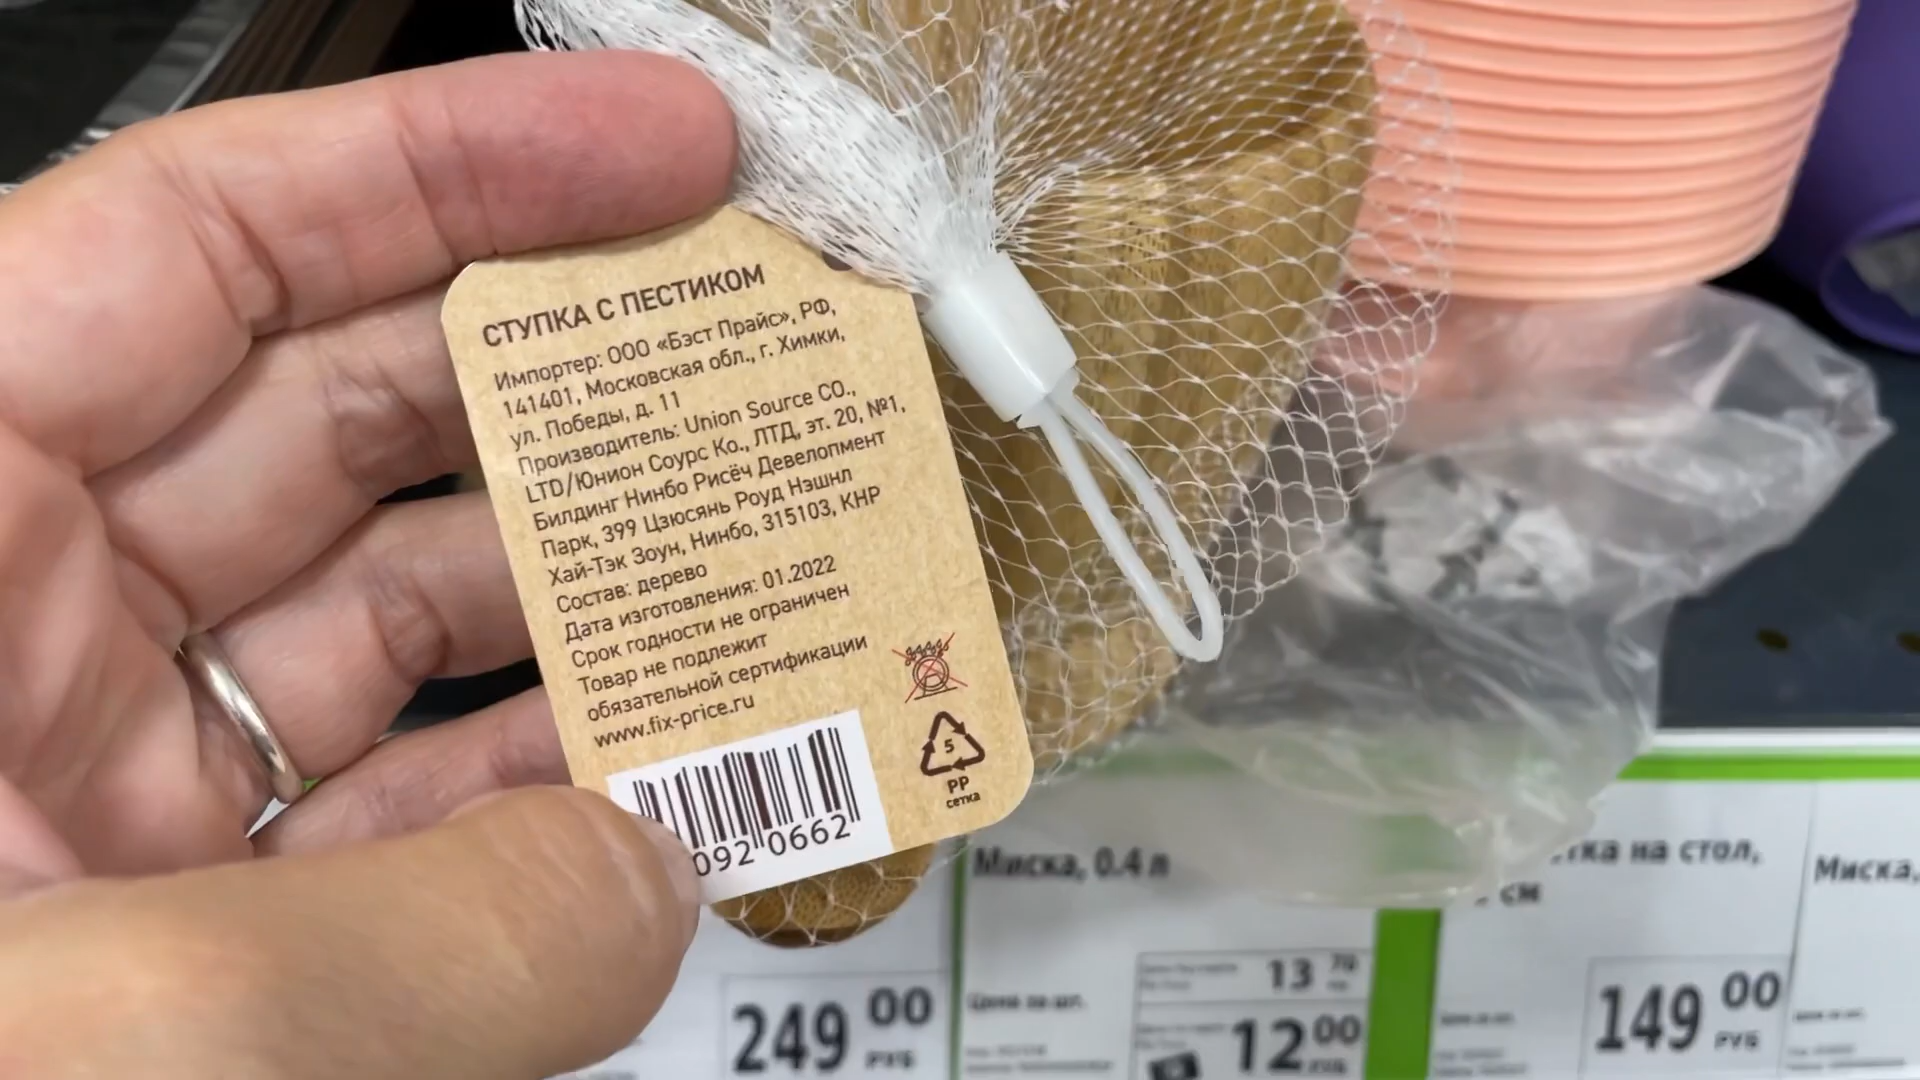 СТУПКА С ПЕСТИКОМ
Импортер: ООО «Бэст Прайс», РФ,
141401, Московская обл., г. Химки,
ул. Победы, д. 11
Производитель: Union Source CO.,
LTD/Юнион Соурс Ко., ЛТД, эт. 20, №1,
Билдинг Нинбо Рисёч Девелопмент
Парк, 399 Цзюсянь Роуд Нэшнл
Хай-Тэк Зоун, Нинбо, 315103, КНР
Состав: дерево
Дата изготовления: 01.2022
Срок годности не ограничен
Товар не подлежит
обязательной сертификации
www.fix-price.ru
092 0662
5
PP
сетка
249 00
РУБ
Миска, 0.4 л
Цена за шт.
13 70
12 00
РУБ
тка на стол,
см
149 00
РУБ
Миска,